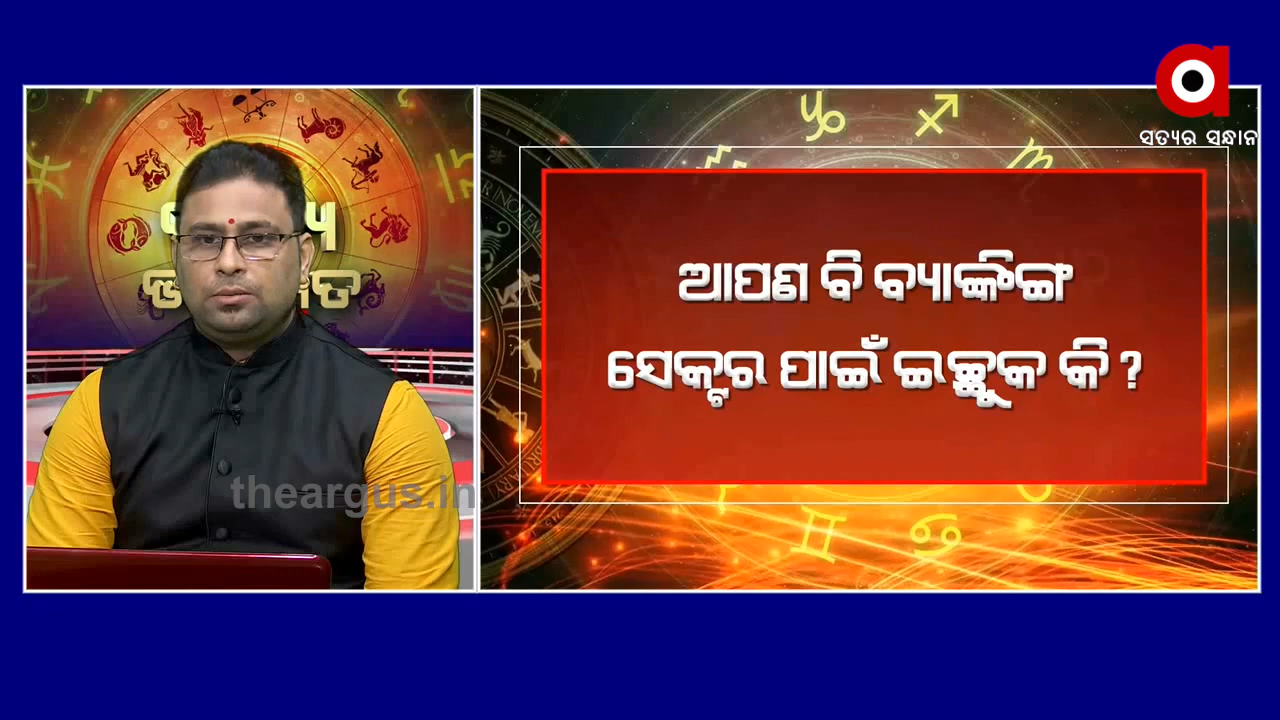 ସତ୍ୟର ସନ୍ଧାନ
ଆପଣ ବି ବ୍ୟାଙ୍କିଙ୍ଗ
ସେକ୍ଟର ପାଇଁ ଇଚ୍ଛୁକ କି ?
theargus.in